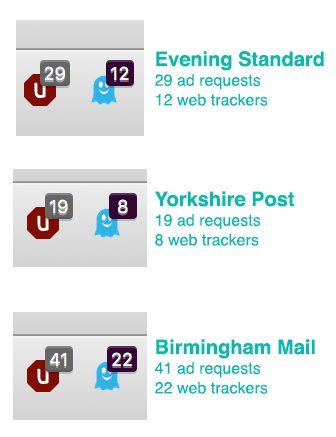 29
12
Evening Standard
29 ad requests
12 web trackers
19
8
Yorkshire Post
19 ad requests
8 web trackers
41
22
Birmingham Mail
41 ad requests
22 web trackers